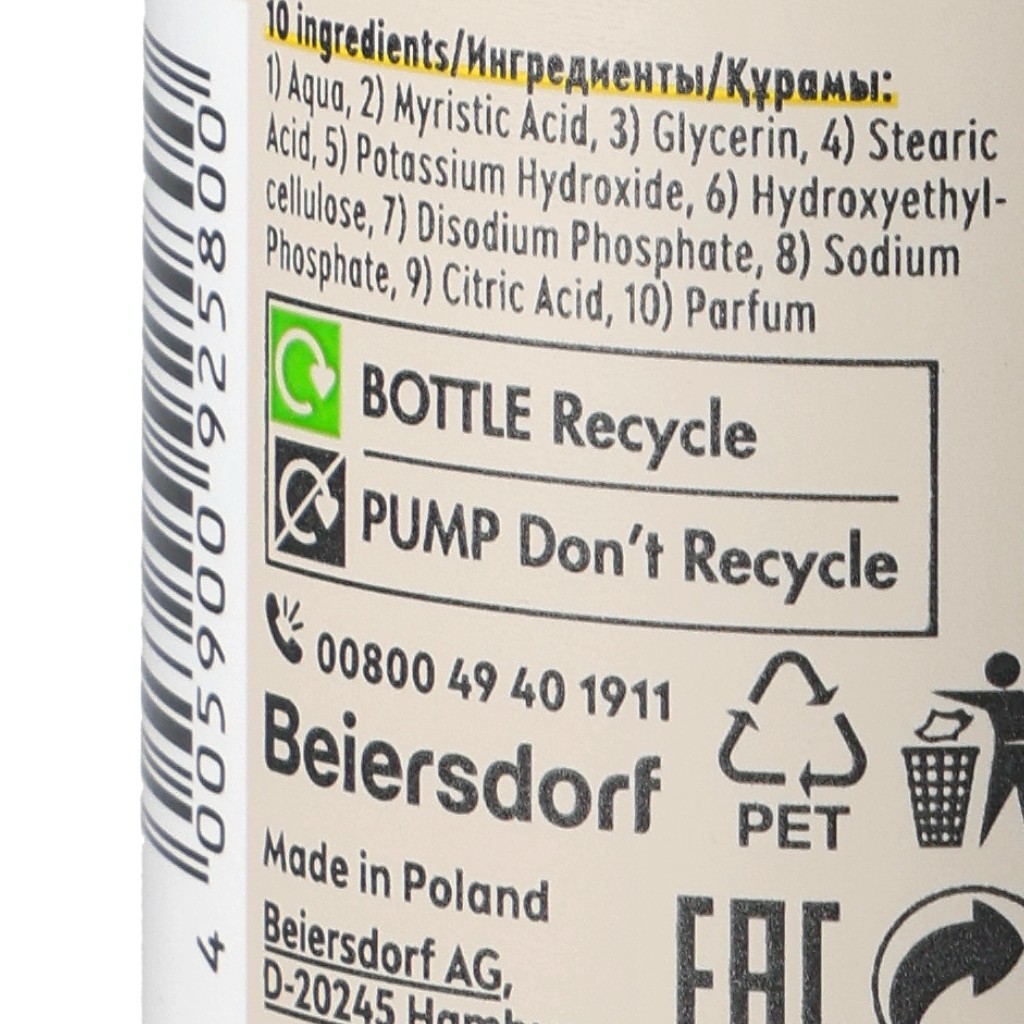 10 ingredients/Ингредиенты/Құрамы:
1) Aqua, 2) Myristic Acid, 3) Glycerin, 4) Stearic
Acid, 5) Potassium Hydroxide, 6) Hydroxyethyl-
cellulose, 7) Disodium Phosphate, 8) Sodium
Phosphate, 9) Citric Acid, 10) Parfum
BOTTLE Recycle
PUMP Don't Recycle
00800 49 40 1911
Beiersdorf
PET
Made in Poland
Beiersdorf AG,
D-20245
EAC
4 005900 925800